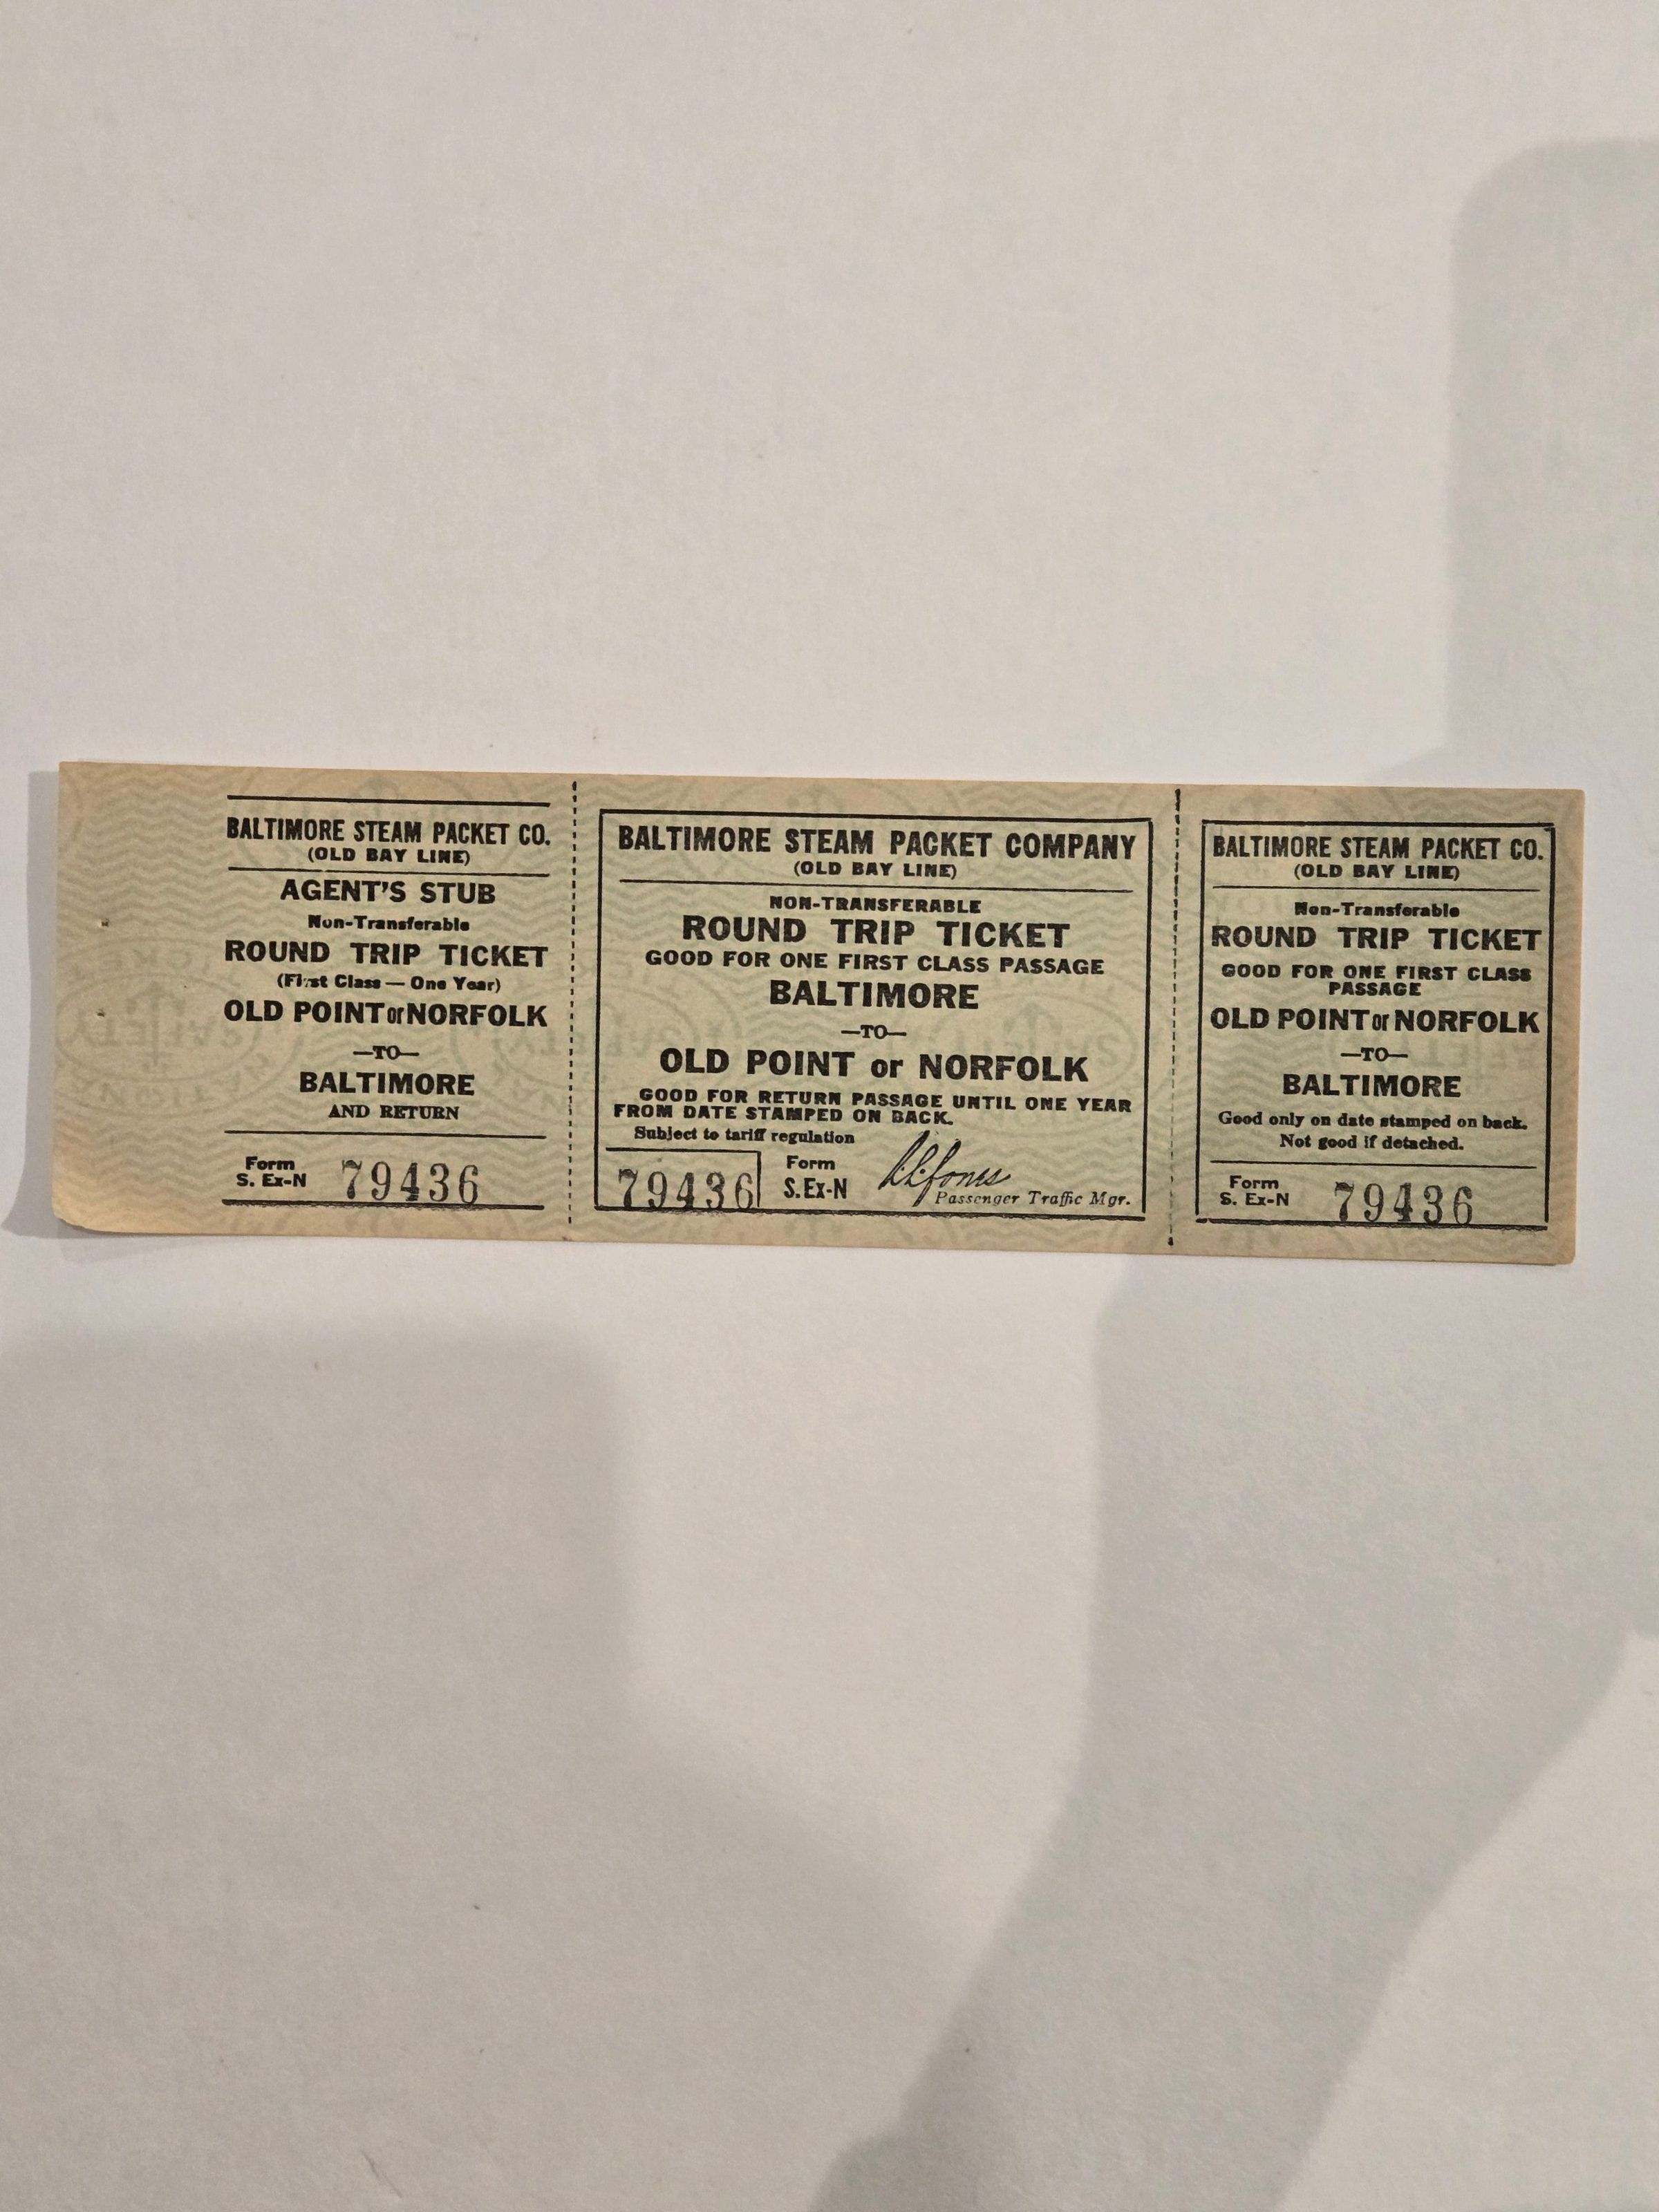 BALTIMORE STEAM PACKET CO.
(OLD BAY LINE)
AGENT'S STUB
Non-Transferable
ROUND TRIP TICKET
(First Class — One Year)
OLD POINT or NORFOLK
—TO—
BALTIMORE
AND RETURN
Form
S. Ex-N
79436
BALTIMORE STEAM PACKET COMPANY
(OLD BAY LINE)
NON-TRANSFERABLE
ROUND TRIP TICKET
GOOD FOR ONE FIRST CLASS PASSAGE
BALTIMORE
—TO—
OLD POINT or NORFOLK
GOOD FOR RETURN PASSAGE UNTIL ONE YEAR
FROM DATE STAMPED ON BACK.
Subject to tariff regulation
79436
Form
S. Ex-N
Jones
Passenger Traffic Mgr.
BALTIMORE STEAM PACKET CO.
(OLD BAY LINE)
Non-Transferable
ROUND TRIP TICKET
GOOD FOR ONE FIRST CLASS
PASSAGE
OLD POINT or NORFOLK
—TO—
BALTIMORE
Good only on date stamped on back.
Not good if detached.
Form
S. Ex-N
79436